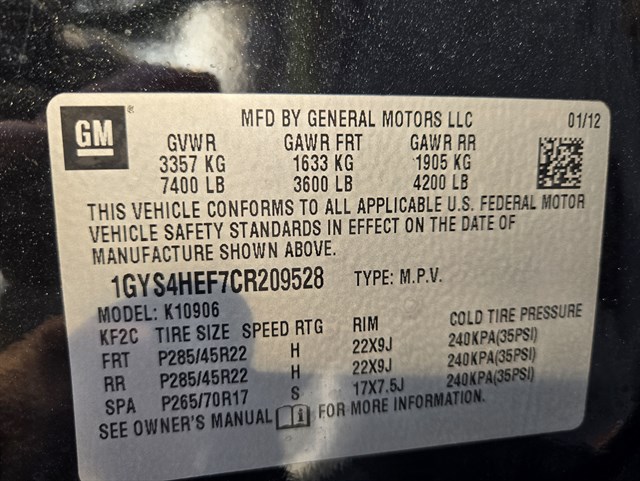 GM ® MFD BY GENERAL MOTORS LLC 01/12
GVWR GAWR FRT GAWR RR
3357 KG 1633 KG 1905 KG
7400 LB 3600 LB 4200 LB
THIS VEHICLE CONFORMS TO ALL APPLICABLE U.S. FEDERAL MOTOR
VEHICLE SAFETY STANDARDS IN EFFECT ON THE DATE OF
MANUFACTURE SHOWN ABOVE.
1GYS4HEF7CR209528 TYPE: M.P.V.
MODEL: K10906
KF2C TIRE SIZE SPEED RTG RIM COLD TIRE PRESSURE
FRT P285/45R22 H 22X9J 240KPA(35PSI)
RR P285/45R22 H 22X9J 240KPA(35PSI)
SPA P265/70R17 S 17X7.5J 240KPA(35PSI)
SEE OWNER'S MANUAL FOR MORE INFORMATION.